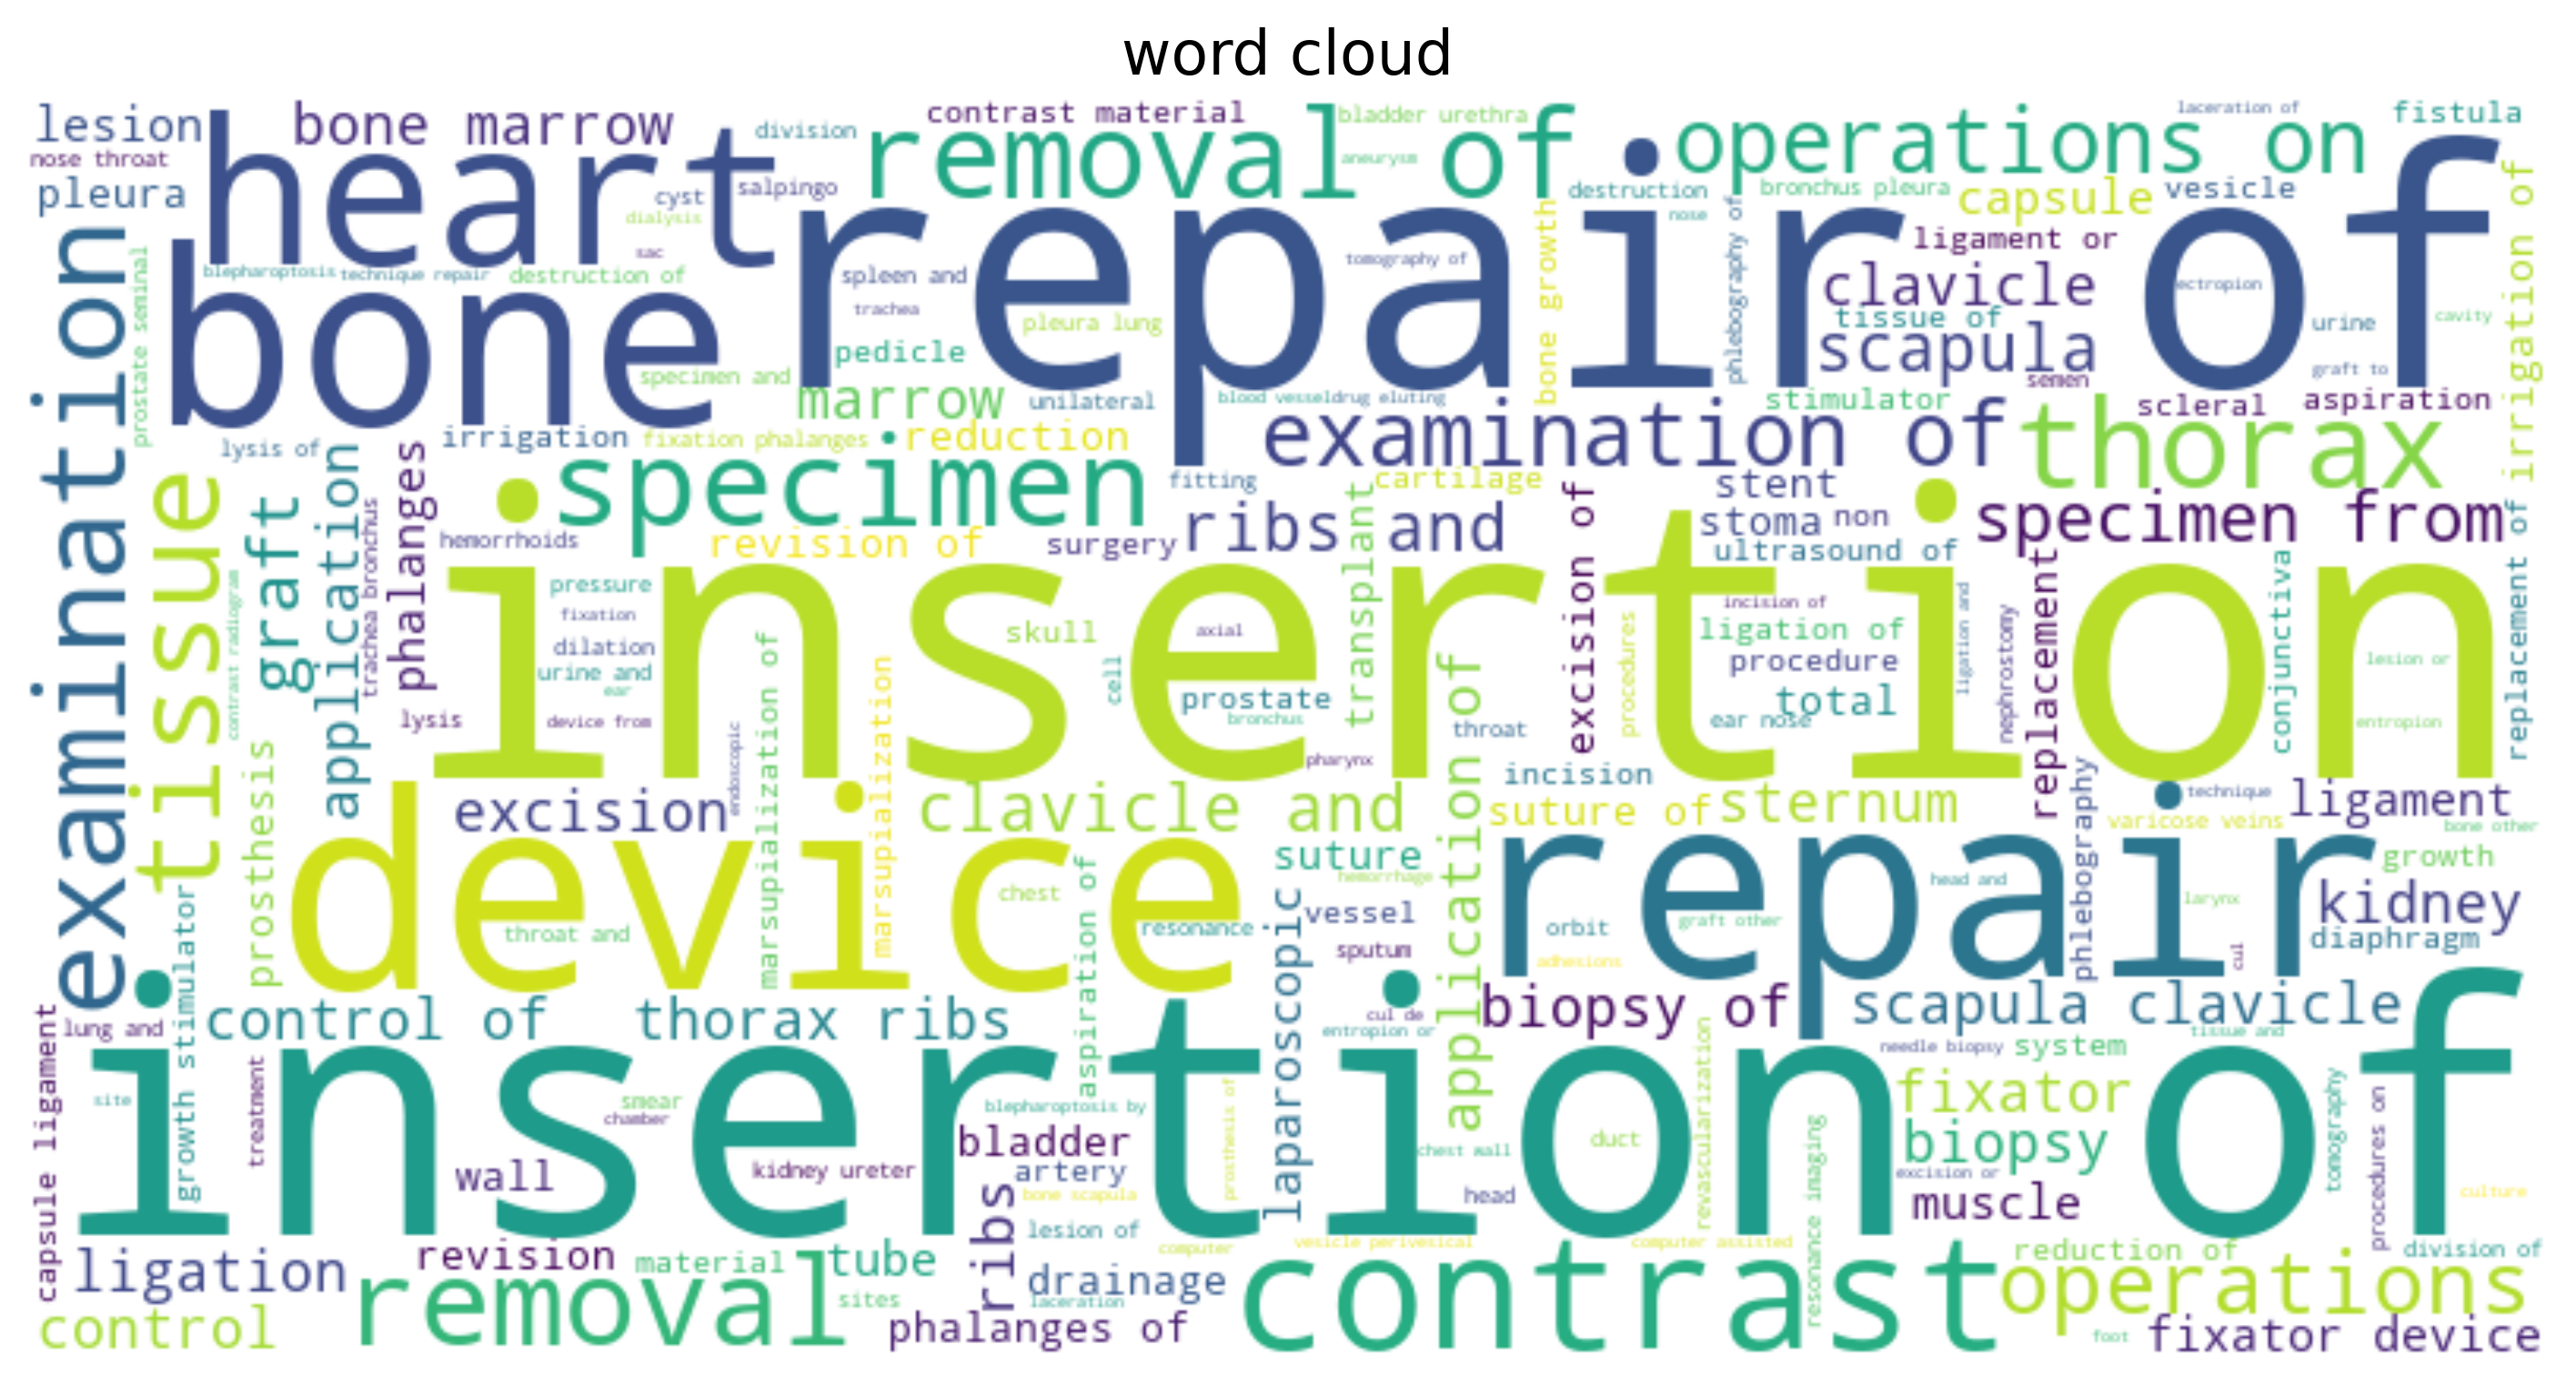 word cloud
lesion
bone marrow
contrast material
bladder urethra
laceration of
fistula
nose throat
heart
division
removal of
aneurysm
operations on
pleura
cyst
salpingo
destruction
bronchus pleura
capsule
vesicle
dialysis
nose
repair of
sac
tomography of
ligament or
irrigation of
examination
prostate seminal
blepharoptosis
technique repair
destruction of
spleen and
bone growth
phlebography of
clavicle
ectropion
bone
trachea
pleura lung
tissue of
urine
cavity
pedicle
scapula
specimen and
graft to
semen
marrow
unilateral
blood vessel
drug eluting
stimulator
scleral
aspiration
lysis of
irrigation
fixation phalanges
reduction
examination of
thorax
tissue
graft
application
phalanges
specimen
fitting
cartilage
stent
trachea bronchus
hemorrhoids
revision of
surgery
ribs and
transplant
excision of
stoma
non
specimen from
ultrasound of
contrast radiogram
pressure
insertion
fixation
skull
axial
incision of
ligation of
procedures
ligation and
nephrostomy
replacement
conjunctiva
replacement of
dilation
urine and
ear
cell
prostate
procedure
lesion or
total
lysis
device from
bronchus
throat
ear nose
entropion
prosthesis
endoscopic
marsupialization of
marsupialization
pharynx
application of
incision
phlebography
technique
ligament
excision
clavicle and
suture of
sternum
varicose veins
bone other
device
suture
repair
growth
aspiration of
hemorrhage
chest
head and
larynx
kidney
growth stimulator
throat and
resonance
laparoscopic
vessel
orbit
graft other
diaphragm
sputum
adhesions
cul
capsule ligament
lung and
control of
thorax ribs
cul de
entropion or
biopsy of
scapula clavicle
tissue and
insertion of
needle biopsy
system
treatment
site
smear
chamber
blepharoptosis by
prosthesis of
revascularization
resonance imaging
fixator
tomography
procedures on
bladder
chest wall
duct
biopsy
wall
kidney ureter
artery
excision or
bone scapula
head
muscle
culture
ribs
lesion of
computer
vesicle perivesical
computer assisted
reduction of
division of
ligation
revision
material
tube
removal
drainage
contrast
operations
sites
laceration
control
phalanges of
foot
fixator device